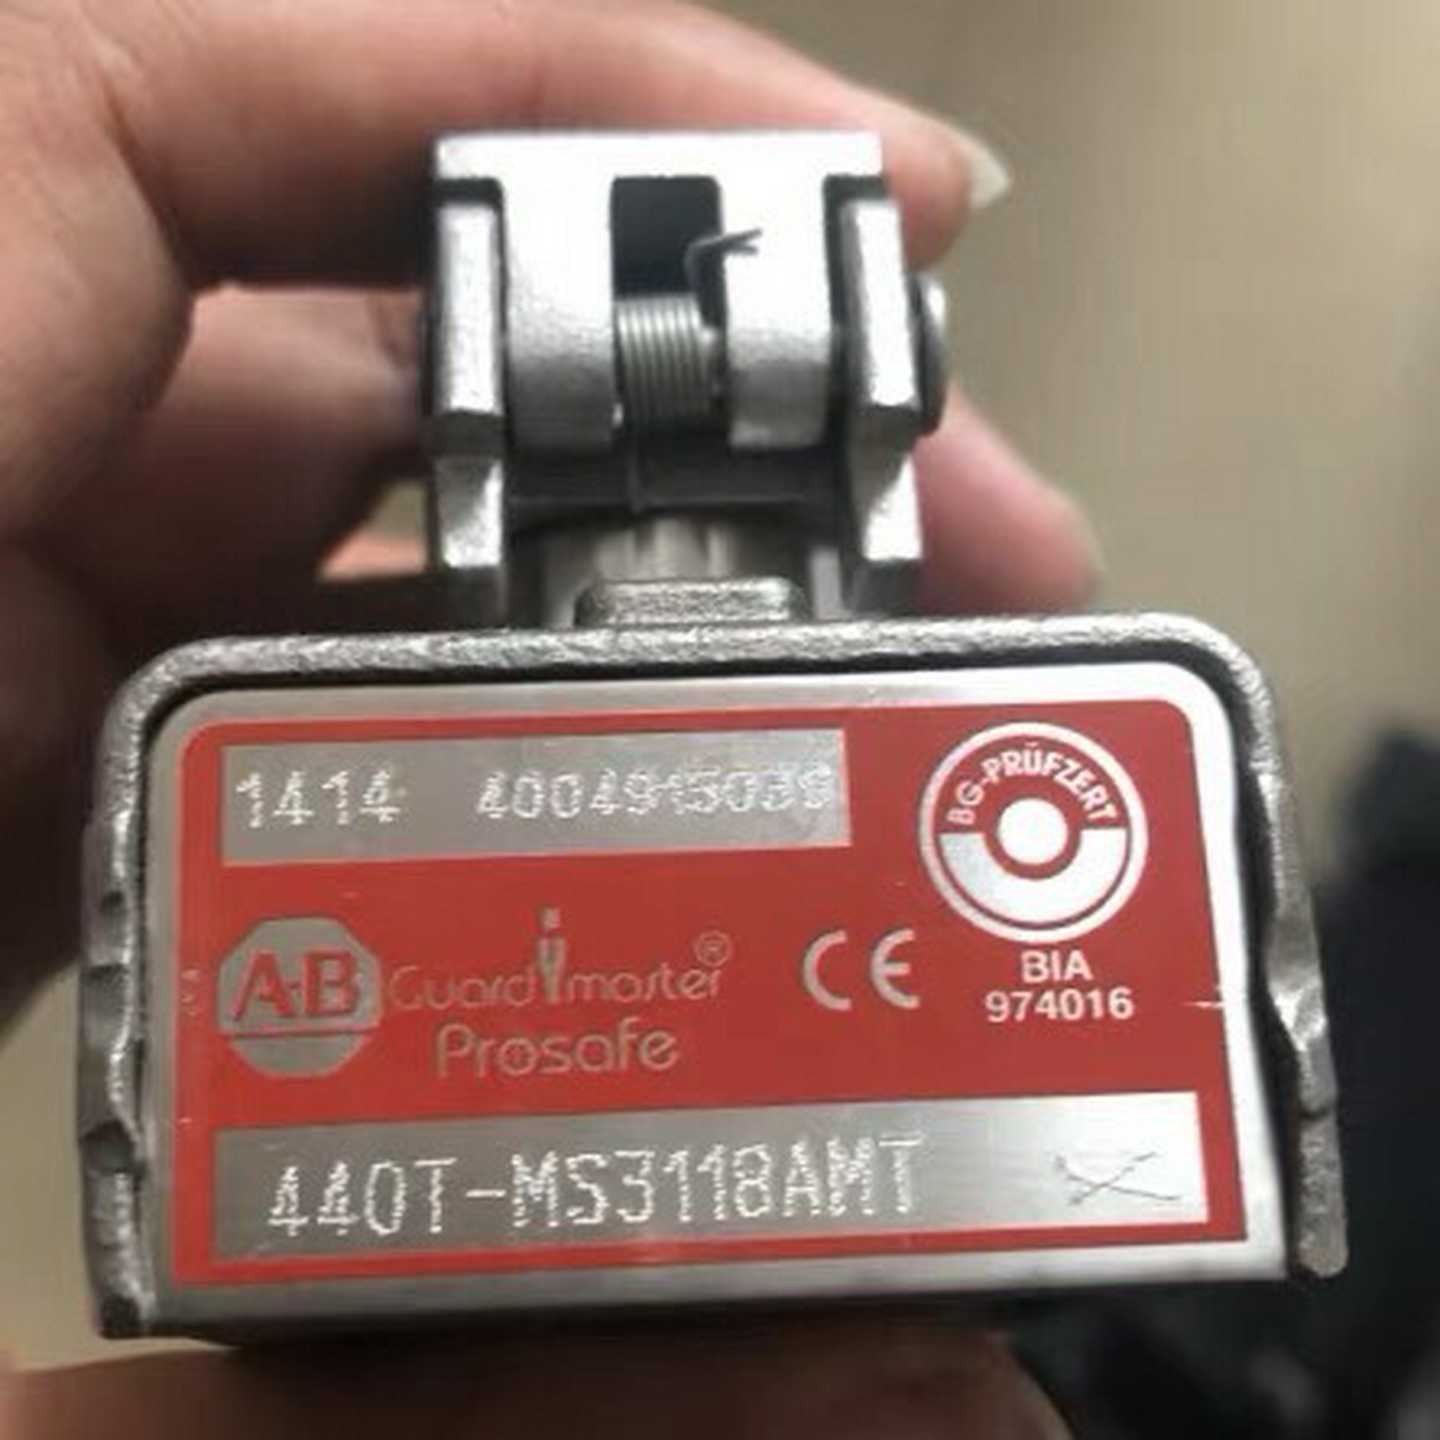 1414 4004915039
BG-PRÜFZERT
A-B Guardmaster®
Prosafe
CE
BIA
974016
440T-MS3118AMT